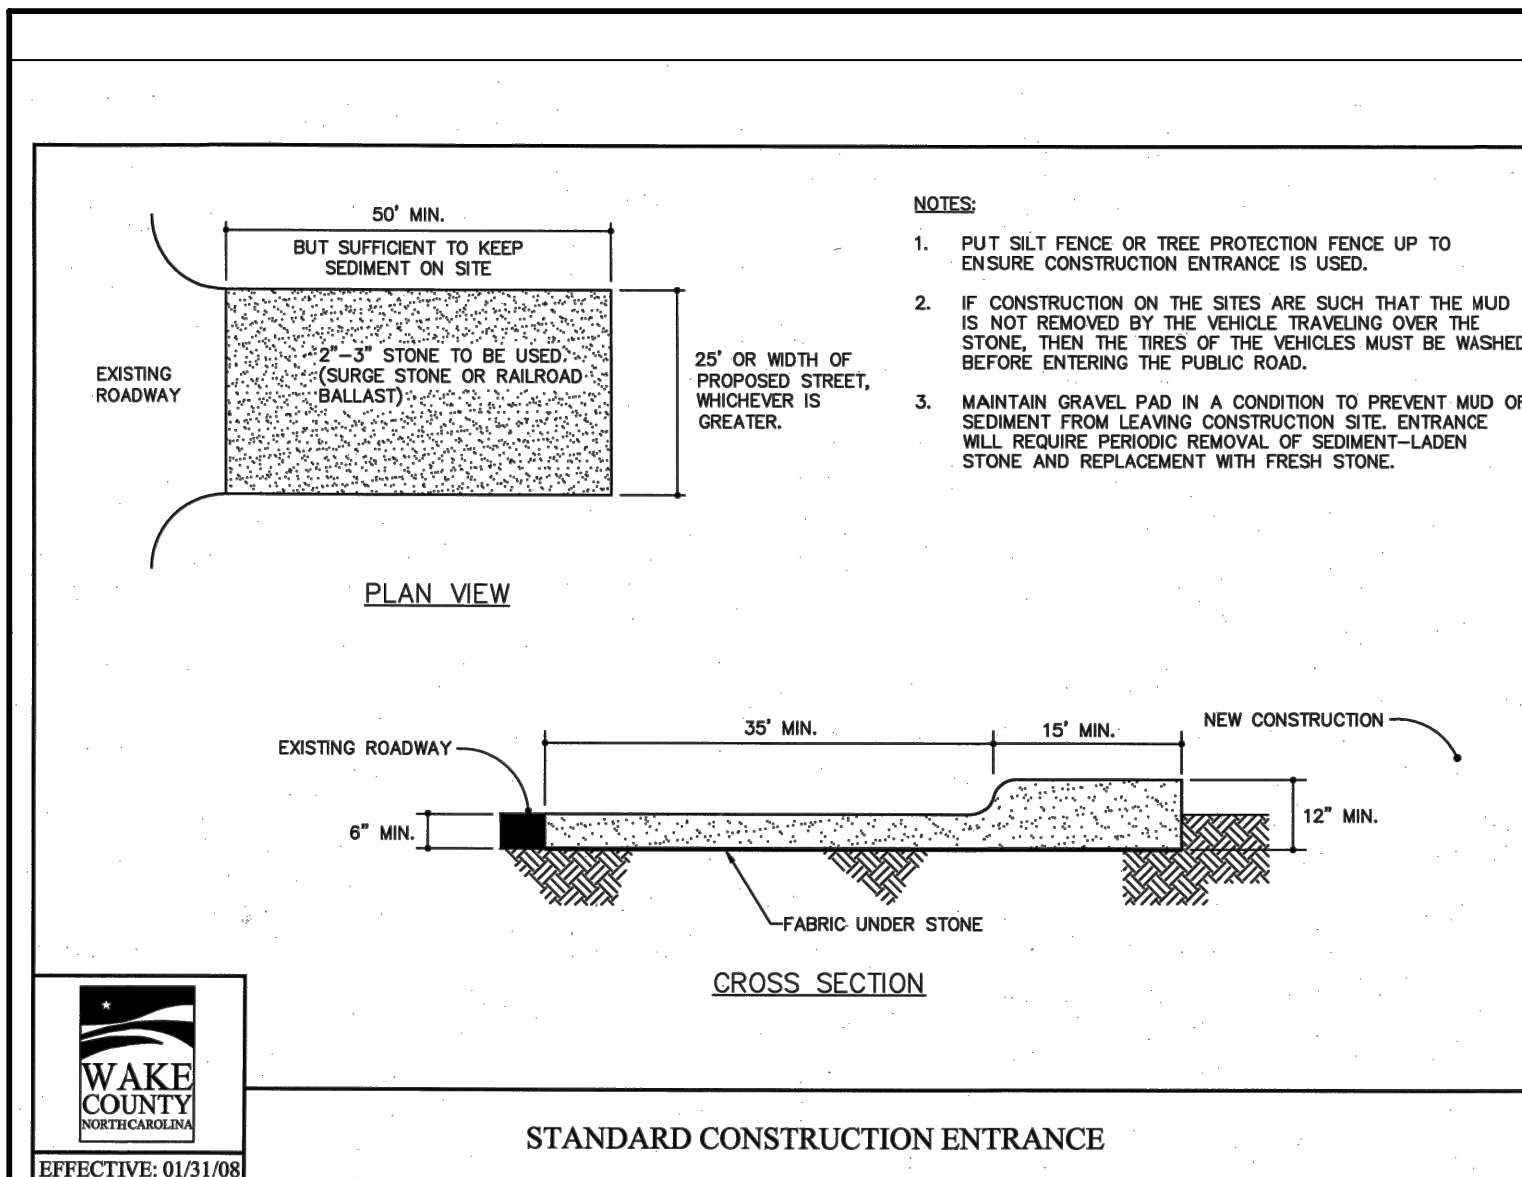 50' MIN.
BUT SUFFICIENT TO KEEP
SEDIMENT ON SITE
2"-3" STONE TO BE USED.
(SURGE STONE OR RAILROAD
BALLAST)
EXISTING
ROADWAY
25' OR WIDTH OF
PROPOSED STREET,
WHICHEVER IS
GREATER.
PLAN VIEW
NOTES:
1. PUT SILT FENCE OR TREE PROTECTION FENCE UP TO
ENSURE CONSTRUCTION ENTRANCE IS USED.
2. IF CONSTRUCTION ON THE SITES ARE SUCH THAT THE MUD
IS NOT REMOVED BY THE VEHICLE TRAVELING OVER THE
STONE, THEN THE TIRES OF THE VEHICLES MUST BE WASHED
BEFORE ENTERING THE PUBLIC ROAD.
3. MAINTAIN GRAVEL PAD IN A CONDITION TO PREVENT MUD OR
SEDIMENT FROM LEAVING CONSTRUCTION SITE. ENTRANCE
WILL REQUIRE PERIODIC REMOVAL OF SEDIMENT-LADEN
STONE AND REPLACEMENT WITH FRESH STONE.
35' MIN.
15' MIN.
NEW CONSTRUCTION
EXISTING ROADWAY
6" MIN.
12" MIN.
FABRIC UNDER STONE
CROSS SECTION
WAKE
COUNTY
NORTH CAROLINA
EFFECTIVE: 01/31/08
STANDARD CONSTRUCTION ENTRANCE